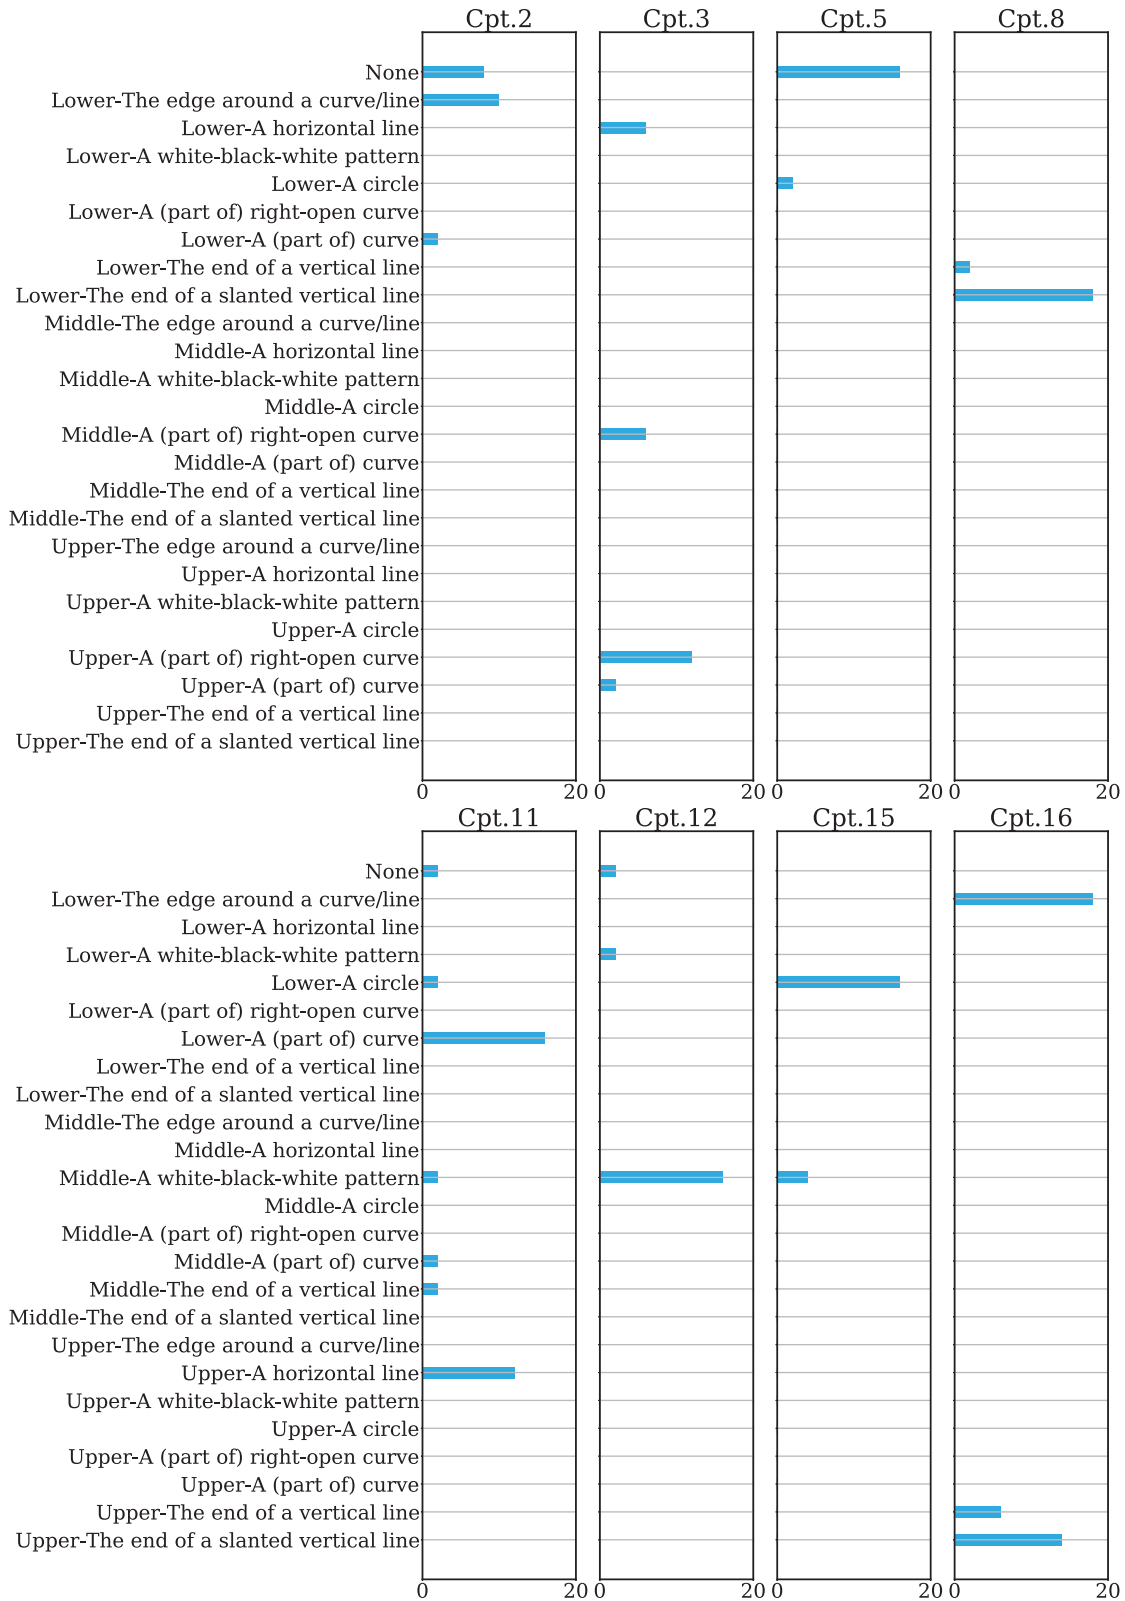 Cpt.2 Cpt.3 Cpt.5 Cpt.8
None
Lower-The edge around a curve/line
Lower-A horizontal line
Lower-A white-black-white pattern
Lower-A circle
Lower-A (part of) right-open curve
Lower-A (part of) curve
Lower-The end of a vertical line
Lower-The end of a slanted vertical line
Middle-The edge around a curve/line
Middle-A horizontal line
Middle-A white-black-white pattern
Middle-A circle
Middle-A (part of) right-open curve
Middle-A (part of) curve
Middle-The end of a vertical line
Middle-The end of a slanted vertical line
Upper-The edge around a curve/line
Upper-A horizontal line
Upper-A white-black-white pattern
Upper-A circle
Upper-A (part of) right-open curve
Upper-A (part of) curve
Upper-The end of a vertical line
Upper-The end of a slanted vertical line
0 20 0 20 0 20 0 20
Cpt.11 Cpt.12 Cpt.15 Cpt.16
None
Lower-The edge around a curve/line
Lower-A horizontal line
Lower-A white-black-white pattern
Lower-A circle
Lower-A (part of) right-open curve
Lower-A (part of) curve
Lower-The end of a vertical line
Lower-The end of a slanted vertical line
Middle-The edge around a curve/line
Middle-A horizontal line
Middle-A white-black-white pattern
Middle-A circle
Middle-A (part of) right-open curve
Middle-A (part of) curve
Middle-The end of a vertical line
Middle-The end of a slanted vertical line
Upper-The edge around a curve/line
Upper-A horizontal line
Upper-A white-black-white pattern
Upper-A circle
Upper-A (part of) right-open curve
Upper-A (part of) curve
Upper-The end of a vertical line
Upper-The end of a slanted vertical line
0 20 0 20 0 20 0 20